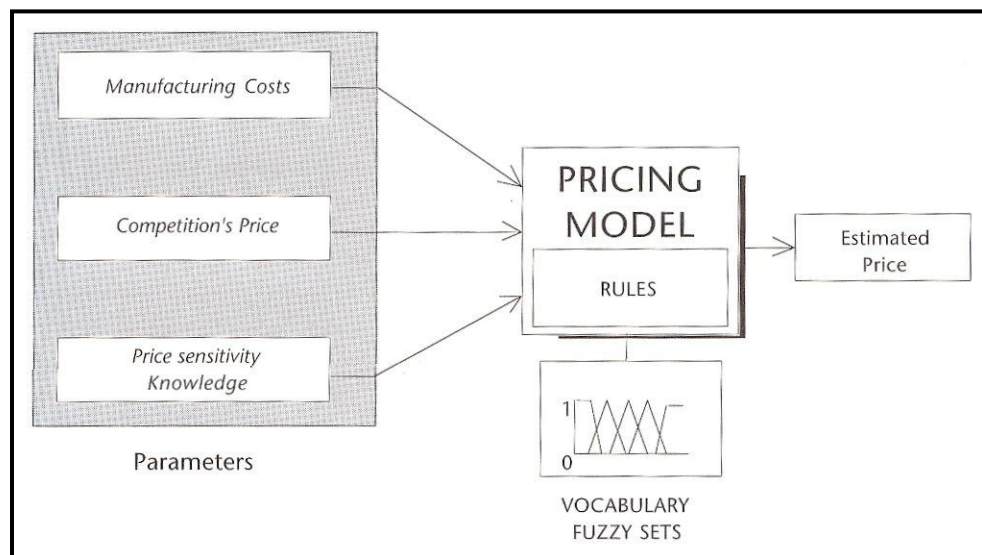 Manufacturing Costs
Competition's Price
Price sensitivity
Knowledge
Parameters
PRICING
MODEL
RULES
1
0
VOCABULARY
FUZZY SETS
Estimated
Price